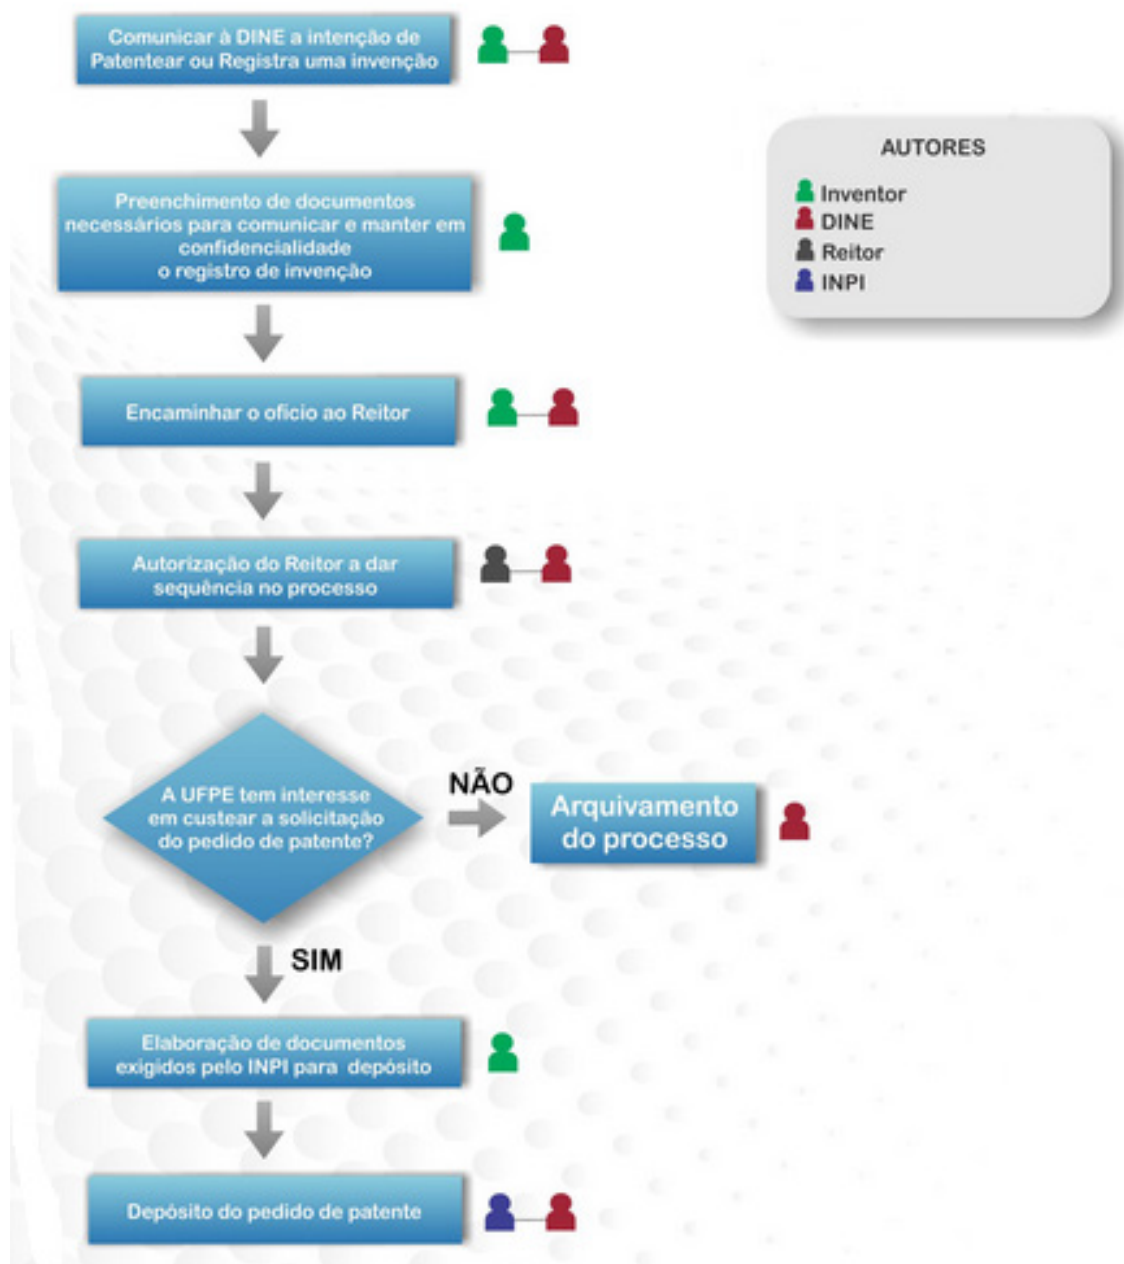 Comunicar à DINE a intenção de
Patentear ou Registra uma invenção
AUTORES
Inventor
DINE
Reitor
INPI
Preenchimento de documentos
necessários para comunicar e manter em
confidencialidade
o registro de invenção
Encaminhar o ofício ao Reitor
Autorização do Reitor a dar
sequência no processo
A UFPE tem interesse
em custear a solicitação
do pedido de patente?
NÃO
Arquivamento
do processo
SIM
Elaboração de documentos
exigidos pelo INPI para depósito
Depósito do pedido de patente